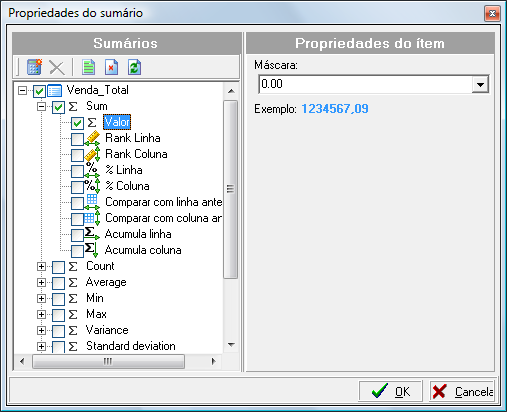 Propriedades do sumário
Sumários
Propriedades do ítem
Máscara:
0.00
Exemplo: 1234567,09
Venda_Total
Sum
Valor
Rank Linha
Rank Coluna
% Linha
% Coluna
Comparar com linha ante
Comparar com coluna an
Acumula linha
Acumula coluna
Count
Average
Min
Max
Variance
Standard deviation
OK
Cancela